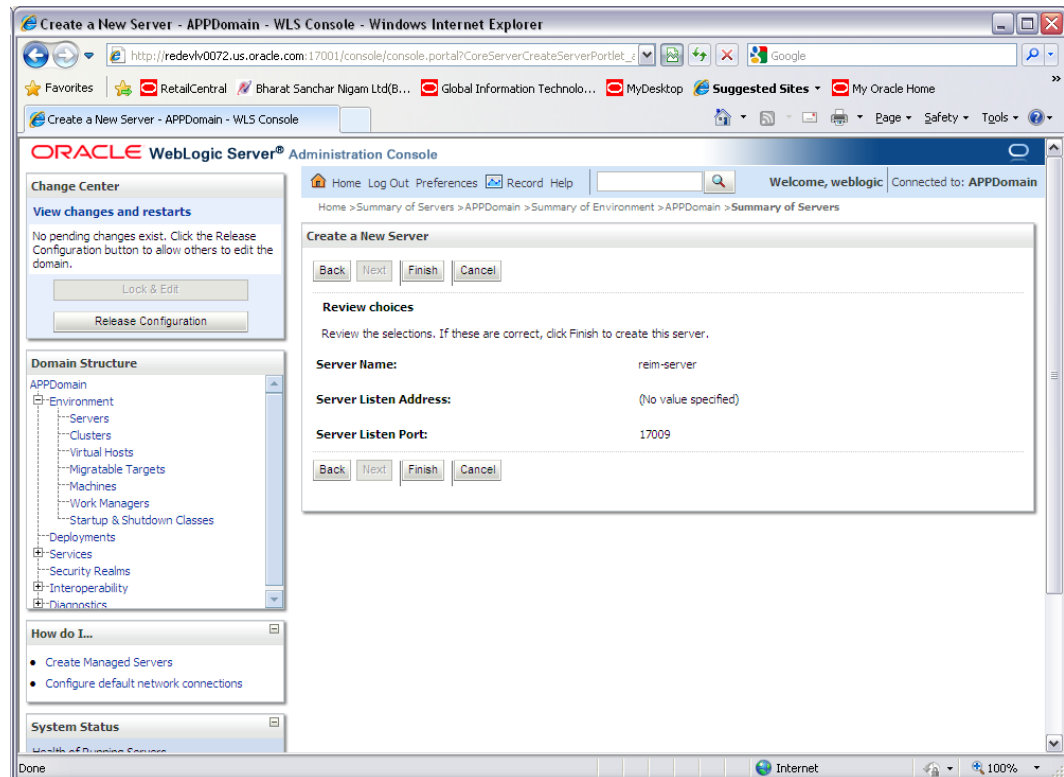 Create a New Server - APPDomain - WLS Console - Windows Internet Explorer
http://redevlv0072.us.oracle.com:17001/console/console.portal?CoreServerCreateServerPortlet_a
Google
Favorites RetailCentral Bharat Sanchar Nigam Ltd(B... Global Information Technolo... MyDesktop Suggested Sites My Oracle Home
Create a New Server - APPDomain - WLS Console
Page Safety Tools
ORACLE WebLogic Server® Administration Console
Change Center
View changes and restarts
No pending changes exist. Click the Release
Configuration button to allow others to edit the
domain.
Lock & Edit
Release Configuration
Domain Structure
APPDomain
Environment
Servers
Clusters
Virtual Hosts
Migratable Targets
Machines
Work Managers
Startup & Shutdown Classes
Deployments
Services
Security Realms
Interoperability
Diagnostics
How do I...
Create Managed Servers
Configure default network connections
System Status
Health of Running Servers
Home Log Out Preferences Record Help
Welcome, weblogic Connected to: APPDomain
Home >Summary of Servers >APPDomain >Summary of Environment >APPDomain >Summary of Servers
Create a New Server
Back Next Finish Cancel
Review choices
Review the selections. If these are correct, click Finish to create this server.
Server Name: reim-server
Server Listen Address: (No value specified)
Server Listen Port: 17009
Back Next Finish Cancel
Done Internet 100%